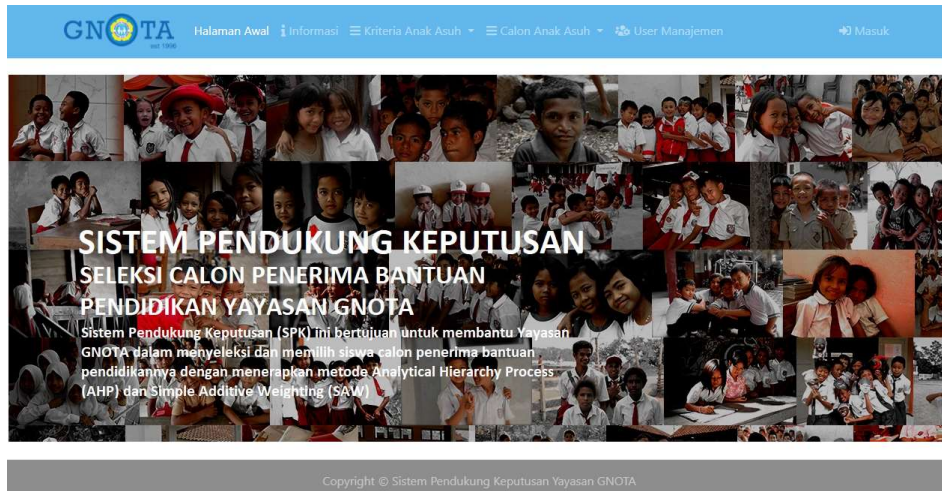 GNOTA
est 1996
Halaman Awal Informasi Kriteria Anak Asuh Calon Anak Asuh User Manajemen Masuk
SISTEM PENDUKUNG KEPUTUSAN
SELEKSI CALON PENERIMA BANTUAN
PENDIDIKAN YAYASAN GNOTA
Sistem Pendukung Keputusan (SPK) ini bertujuan untuk membantu Yayasan
GNOTA dalam menyeleksi dan memilih siswa calon penerima bantuan
pendidikannya dengan menerapkan metode Analytical Hierarchy Process
(AHP) dan Simple Additive Weighting (SAW)
Copyright © Sistem Pendukung Keputusan Yayasan GNOTA